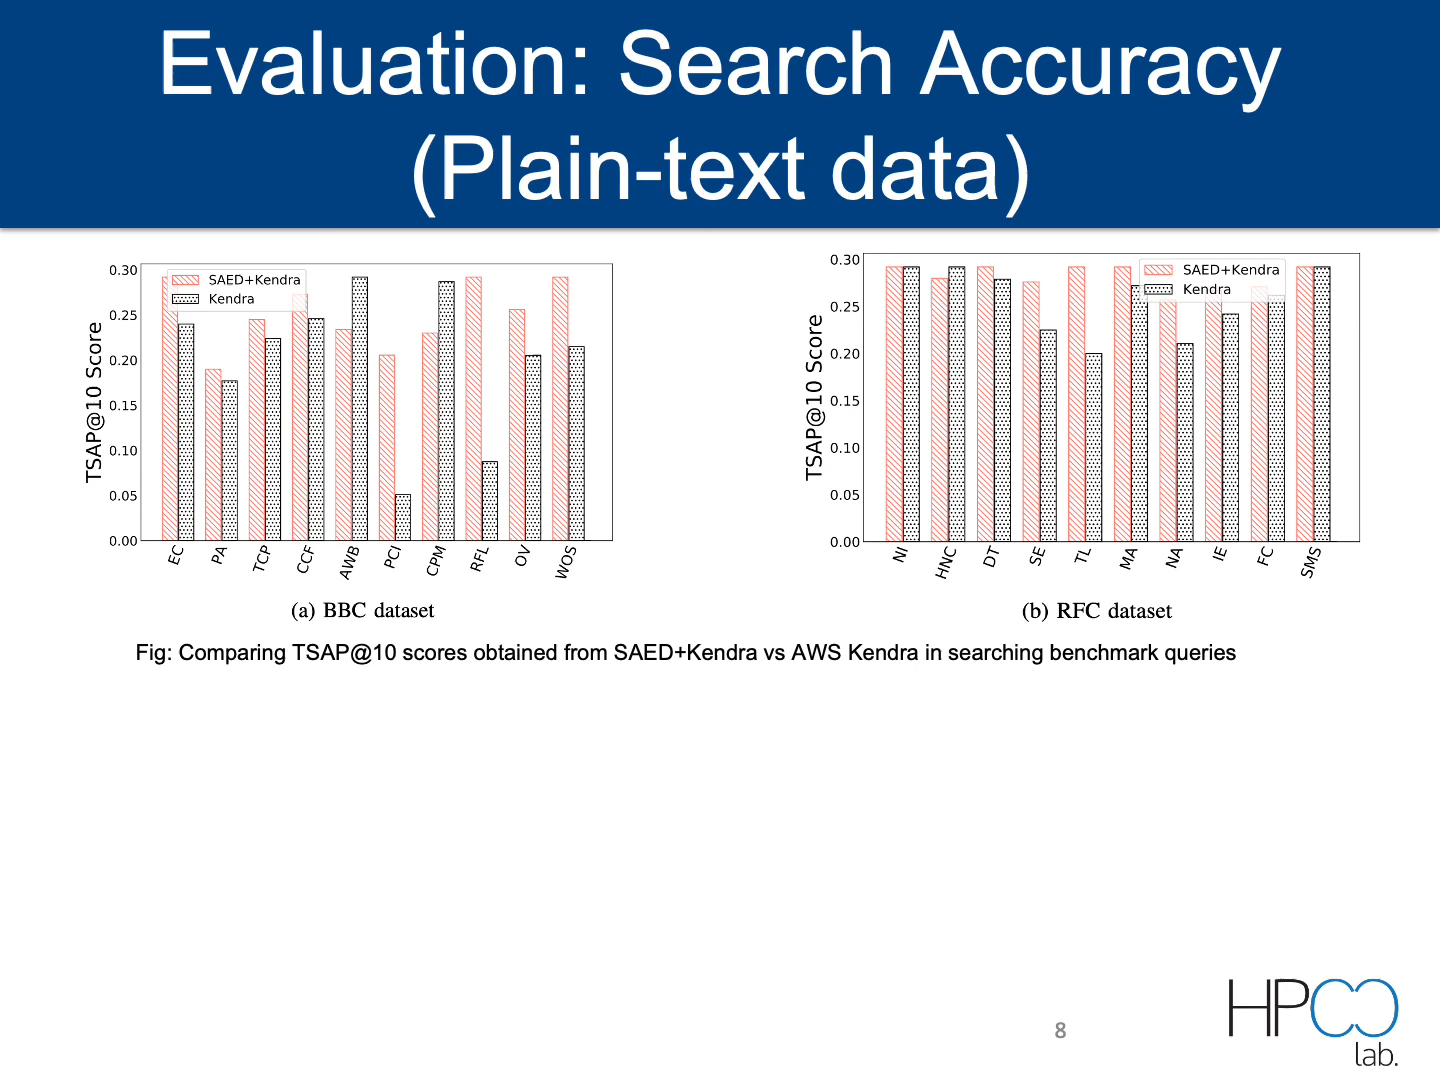 Evaluation: Search Accuracy
(Plain-text data)
TSAP@10 Score
0.30
0.25
0.20
0.15
0.10
0.05
0.00
SAED+Kendra
Kendra
EC
PA
TCP
CCF
AWB
PCI
CPM
RFL
OV
WOS
(a) BBC dataset
TSAP@10 Score
0.30
0.25
0.20
0.15
0.10
0.05
0.00
SAED+Kendra
Kendra
NI
HNC
DT
SE
TL
MA
NA
IE
FC
SMS
(b) RFC dataset
Fig: Comparing TSAP@10 scores obtained from SAED+Kendra vs AWS Kendra in searching benchmark queries
8
HPCC
lab.